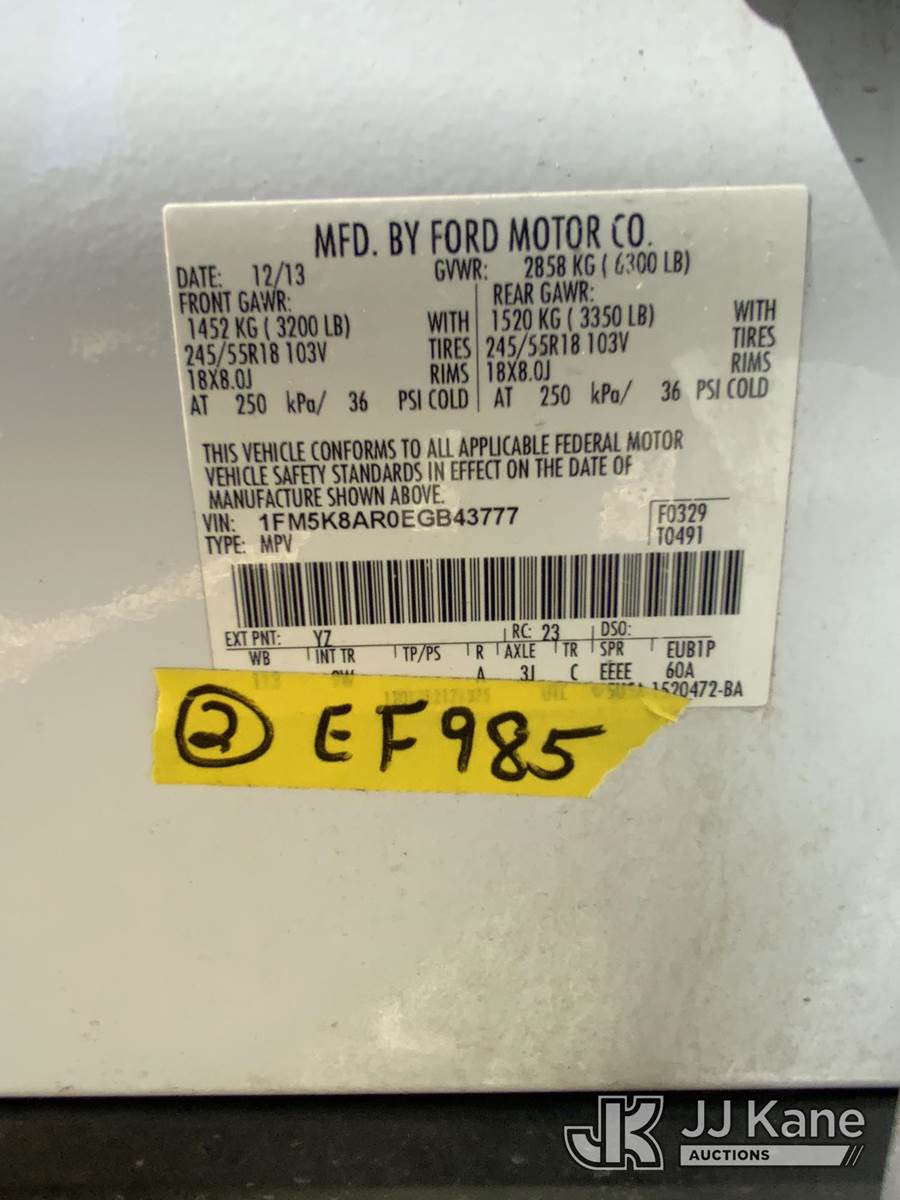 MFD. BY FORD MOTOR CO.
DATE: 12/13 GVWR: 2858 KG ( 6300 LB)
FRONT GAWR: REAR GAWR:
1452 KG ( 3200 LB) WITH 1520 KG ( 3350 LB) WITH
245/55R18 103V TIRES 245/55R18 103V TIRES
18X8.0J RIMS 18X8.0J RIMS
AT 250 kPa/ 36 PSI COLD AT 250 kPa/ 36 PSI COLD
THIS VEHICLE CONFORMS TO ALL APPLICABLE FEDERAL MOTOR
VEHICLE SAFETY STANDARDS IN EFFECT ON THE DATE OF
MANUFACTURE SHOWN ABOVE.
VIN: 1FM5K8AR0EGB43777 F0329
TYPE: MPV T0491
EXT PNT: YZ RC: 23 DSO:
WB INT TR TP/PS R AXLE TR SPR EUB1P
A 3J C EEEE 60A
1520472-BA
2 EF985
JK JJ Kane
AUCTIONS